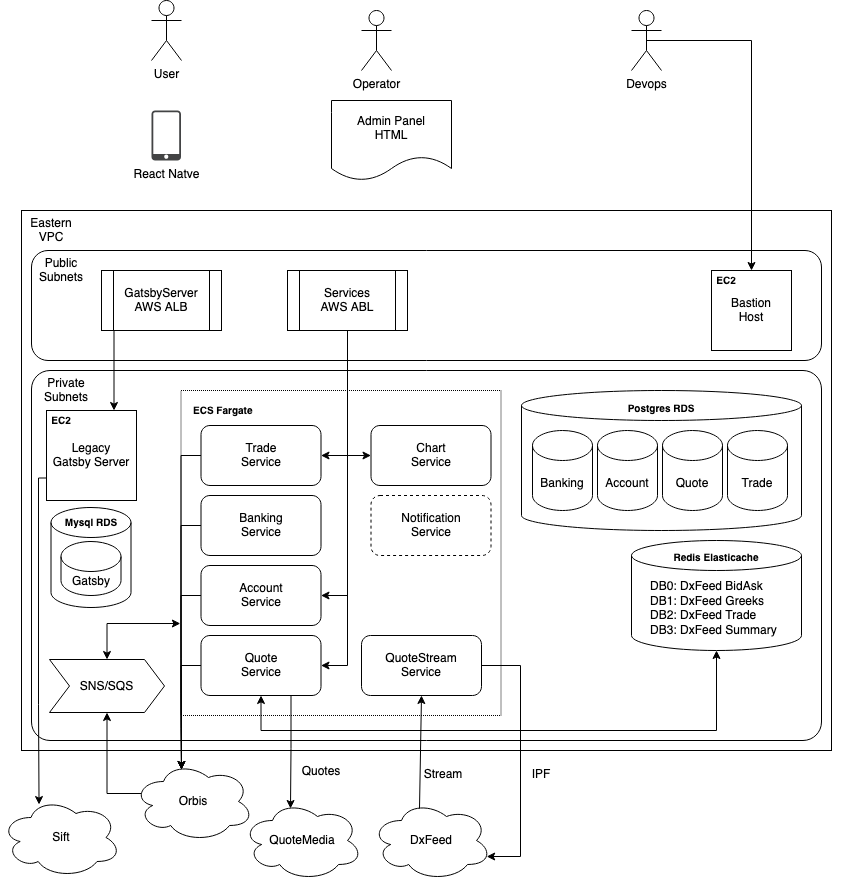 User
Operator
Devops
Admin Panel
HTML
React Natve
Eastern
VPC
Public
Subnets
GatsbyServer
AWS ALB
Services
AWS ABL
EC2
Bastion
Host
Private
Subnets
EC2
Legacy
Gatsby Server
Mysql RDS
Gatsby
SNS/SQS
ECS Fargate
Trade
Service
Chart
Service
Banking
Service
Notification
Service
Account
Service
Quote
Service
QuoteStream
Service
Postgres RDS
Banking
Account
Quote
Trade
Redis Elasticache
DB0: DxFeed BidAsk
DB1: DxFeed Greeks
DB2: DxFeed Trade
DB3: DxFeed Summary
Quotes
Stream
IPF
Sift
Orbis
QuoteMedia
DxFeed